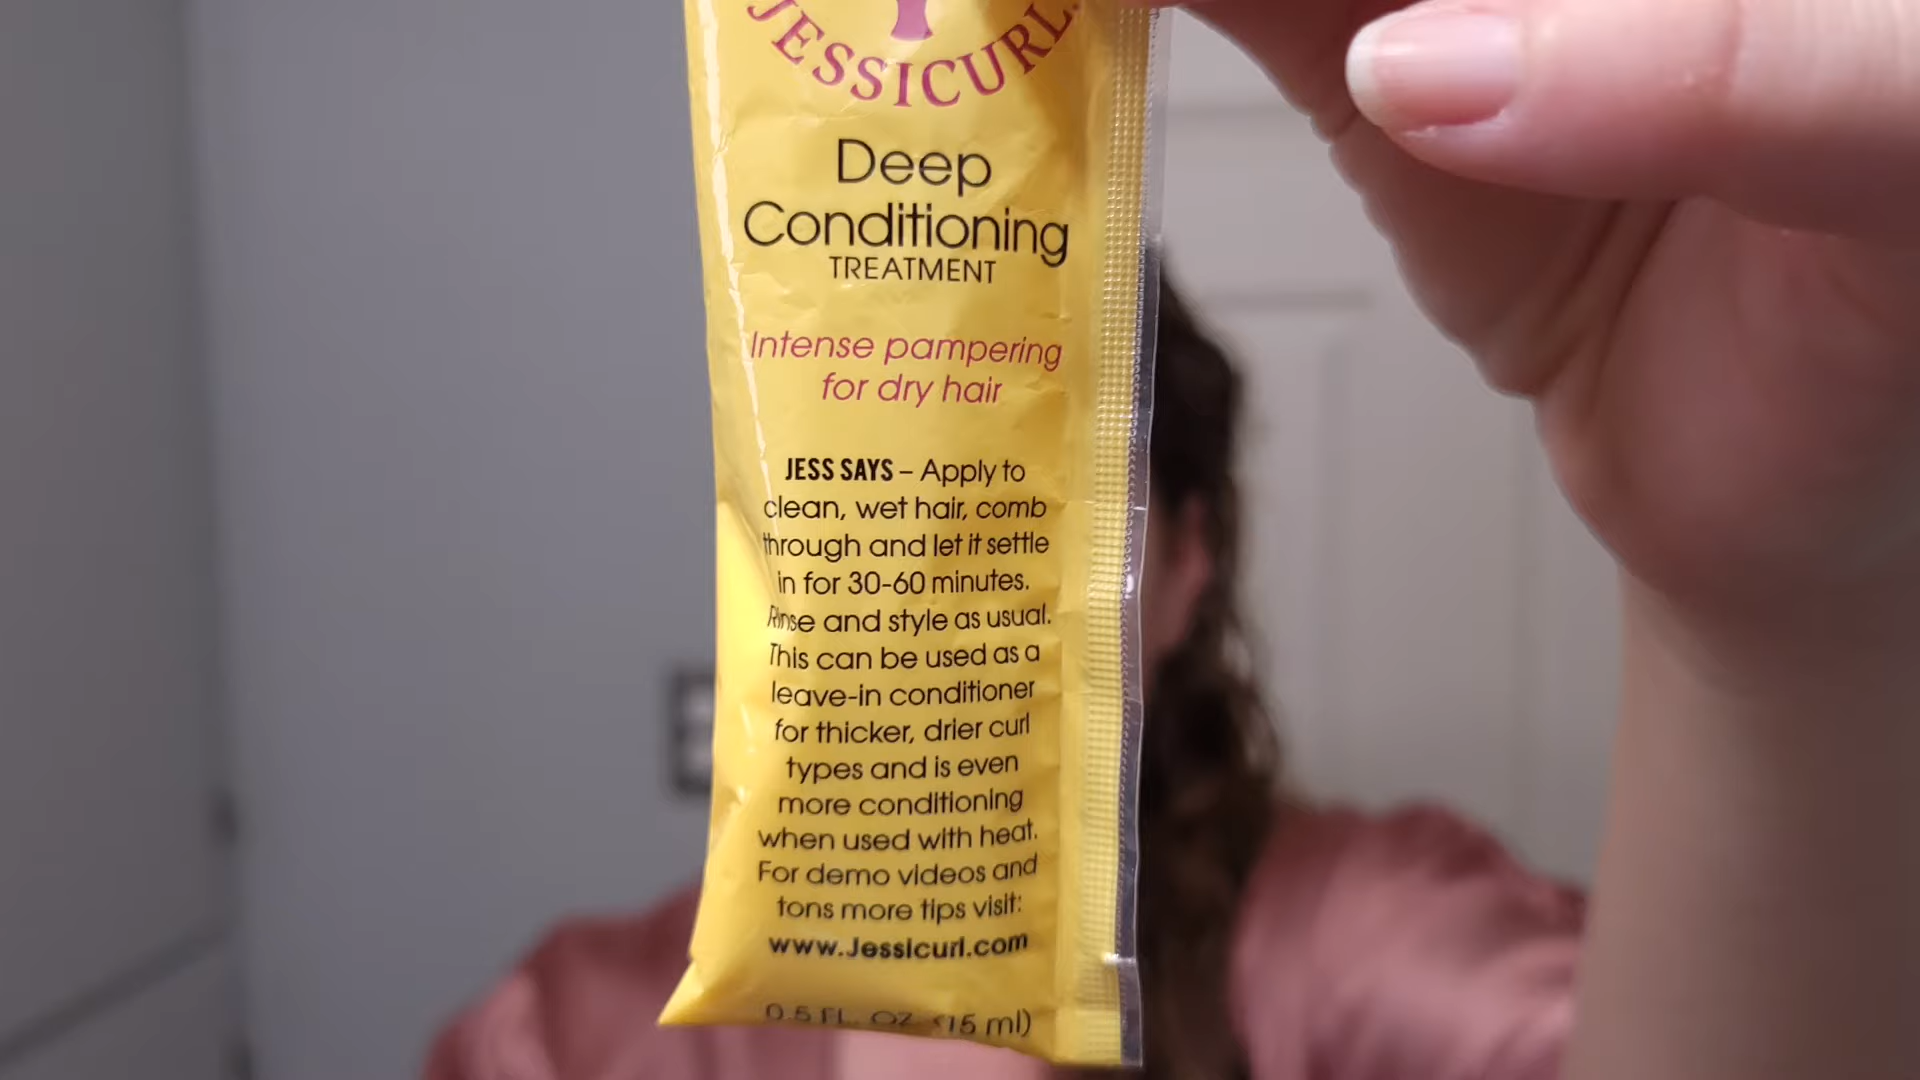 JESSICURL
Deep
Conditioning
TREATMENT
Intense pampering
for dry hair
JESS SAYS – Apply to
clean, wet hair, comb
through and let it settle
in for 30-60 minutes.
Rinse and style as usual.
This can be used as a
leave-in conditioner
for thicker, drier curl
types and is even
more conditioning
when used with heat.
For demo videos and
tons more tips visit:
www.Jessicurl.com
0.5 FL. OZ. (15 ml)